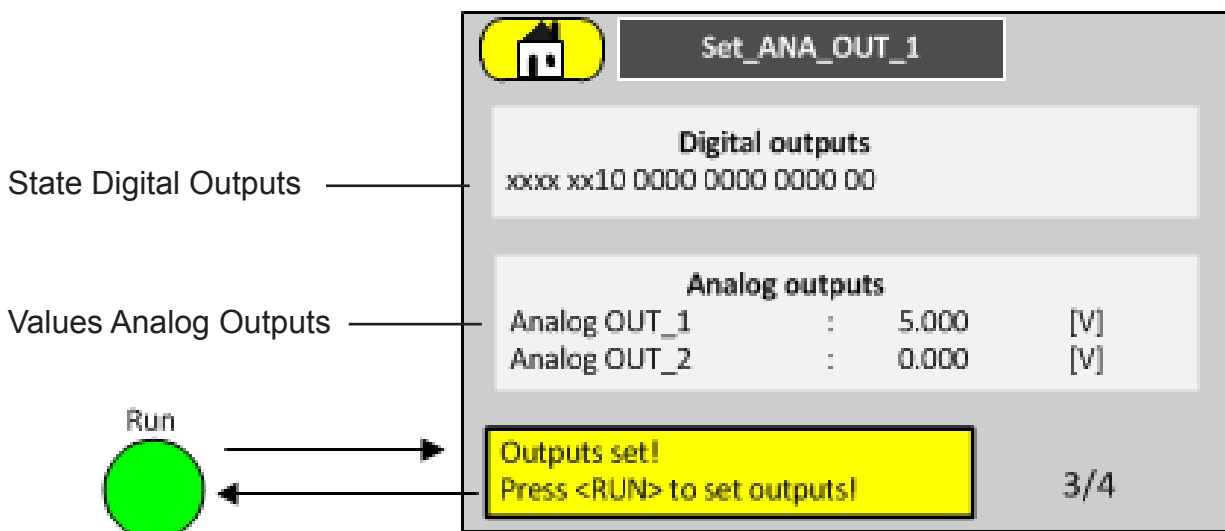 Set_ANA_OUT_1
Digital outputs
State Digital Outputs
xxxx xx10 0000 0000 0000 00
Analog outputs
Values Analog Outputs
Analog OUT_1 : 5.000 [V]
Analog OUT_2 : 0.000 [V]
Run
Outputs set!
Press <RUN> to set outputs!
3/4